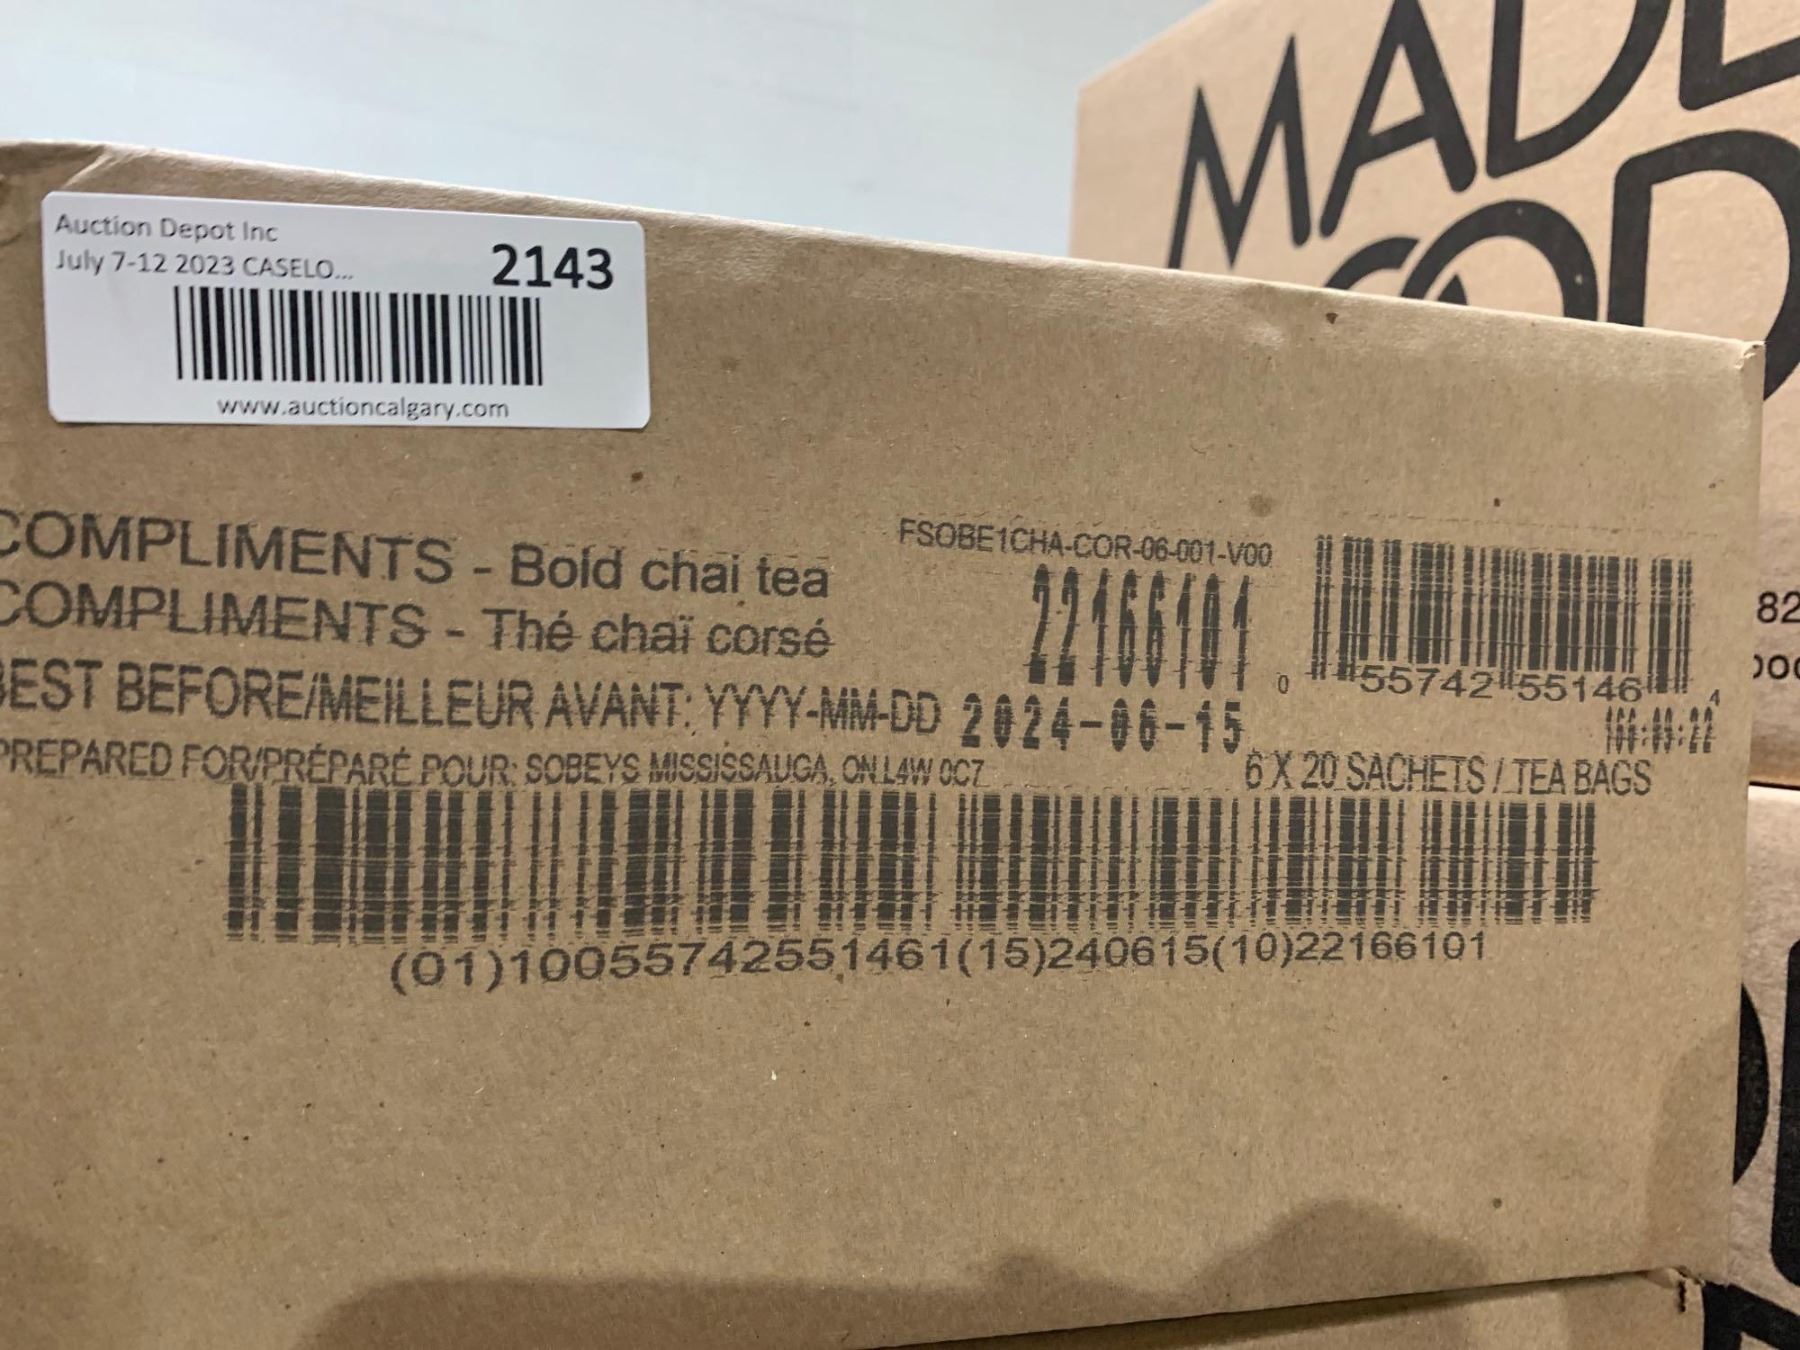 MADE
GOOD
Auction Depot Inc
July 7-12 2023 CASELO...
2143
www.auctioncalgary.com
COMPLIMENTS - Bold chai tea
COMPLIMENTS - Thé chaï corsé
FSOBE1CHA-COR-06-001-V00
22166101
0 55742 55146 4
BEST BEFORE/MEILLEUR AVANT: YYYY-MM-DD 2024-06-15
PREPARED FOR/PRÉPARÉ POUR: SOBEYS MISSISSAUGA, ON L4W 0C7
6 X 20 SACHETS / TEA BAGS
(01)10055742551461(15)240615(10)22166101
82